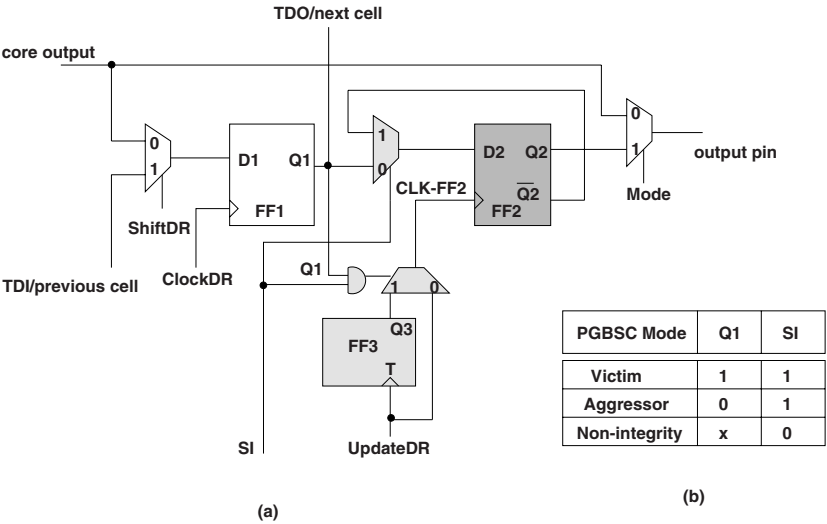 TDO/next cell
core output
0
1
D1 Q1
FF1
ShiftDR
ClockDR
TDI/previous cell
1
0
D2 Q2
Q̅2
CLK-FF2
FF2
0
1
output pin
Mode
Q1
1 0
Q3
FF3
T
SI
UpdateDR
(a)
PGBSC Mode Q1 SI
Victim 1 1
Aggressor 0 1
Non-integrity x 0
(b)